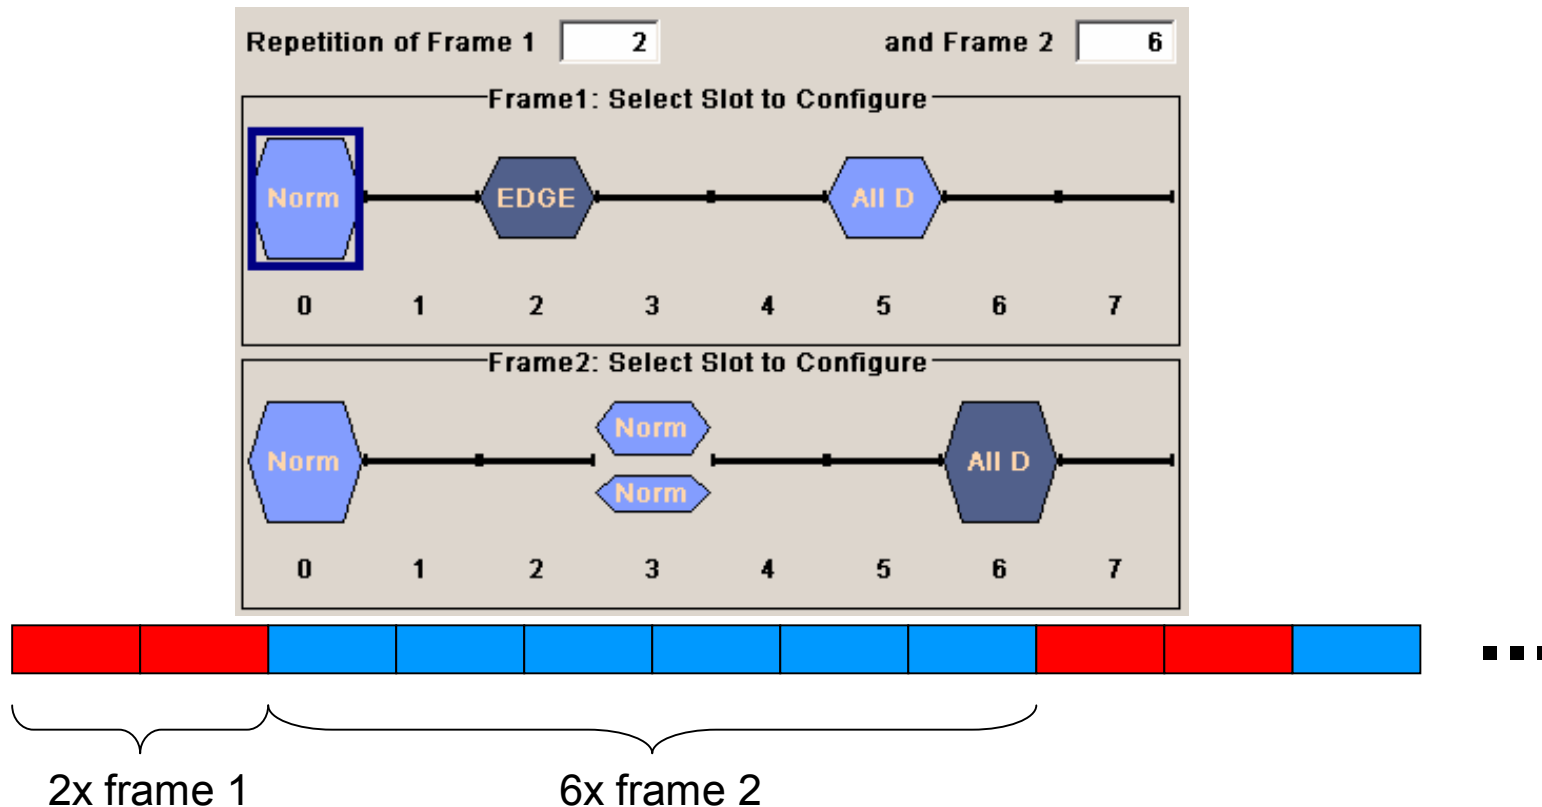 Repetition of Frame 1 2 and Frame 2 6
Frame1: Select Slot to Configure
Norm EDGE All D
0 1 2 3 4 5 6 7
Frame2: Select Slot to Configure
Norm
Norm All D
Norm
0 1 2 3 4 5 6 7
2x frame 1 6x frame 2